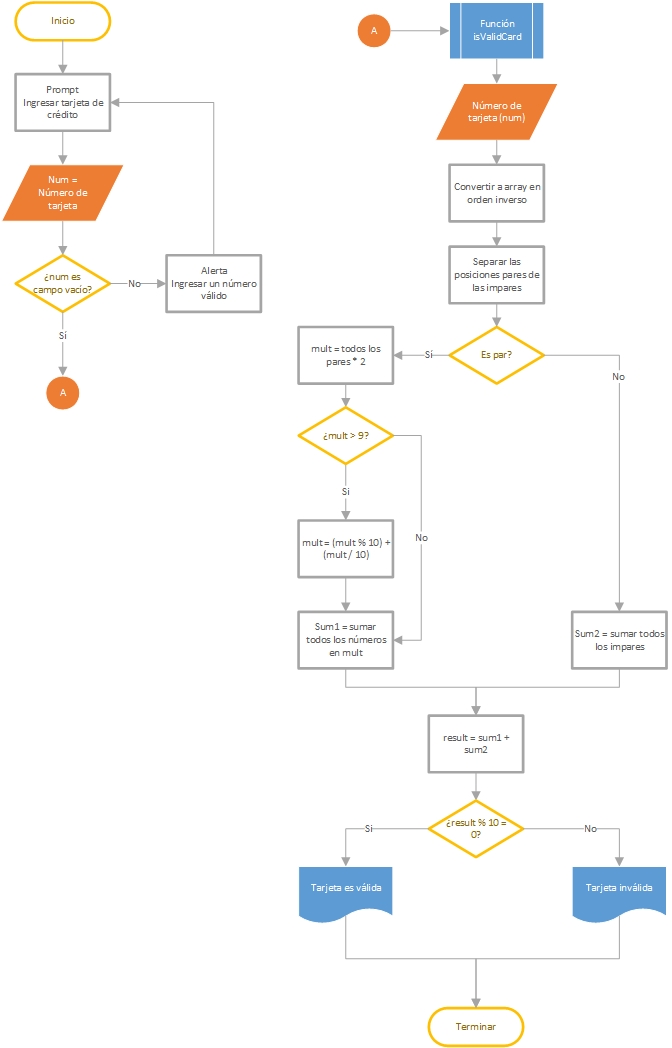 Inicio
Prompt
Ingresar tarjeta de
crédito
Num =
Número de
tarjeta
¿num es
campo vacío?
No
Alerta
Ingresar un número
válido
Sí
A
A
Función
isValidCard
Número de
tarjeta (num)
Convertir a array en
orden inverso
Separar las
posiciones pares de
las impares
Es par?
Sí
No
mult = todos los
pares * 2
¿mult > 9?
Si
No
mult = (mult % 10) +
(mult / 10)
Sum1 = sumar
todos los números
en mult
Sum2 = sumar todos
los impares
result = sum1 +
sum2
¿result % 10 =
0?
Si
No
Tarjeta es válida
Tarjeta inválida
Terminar